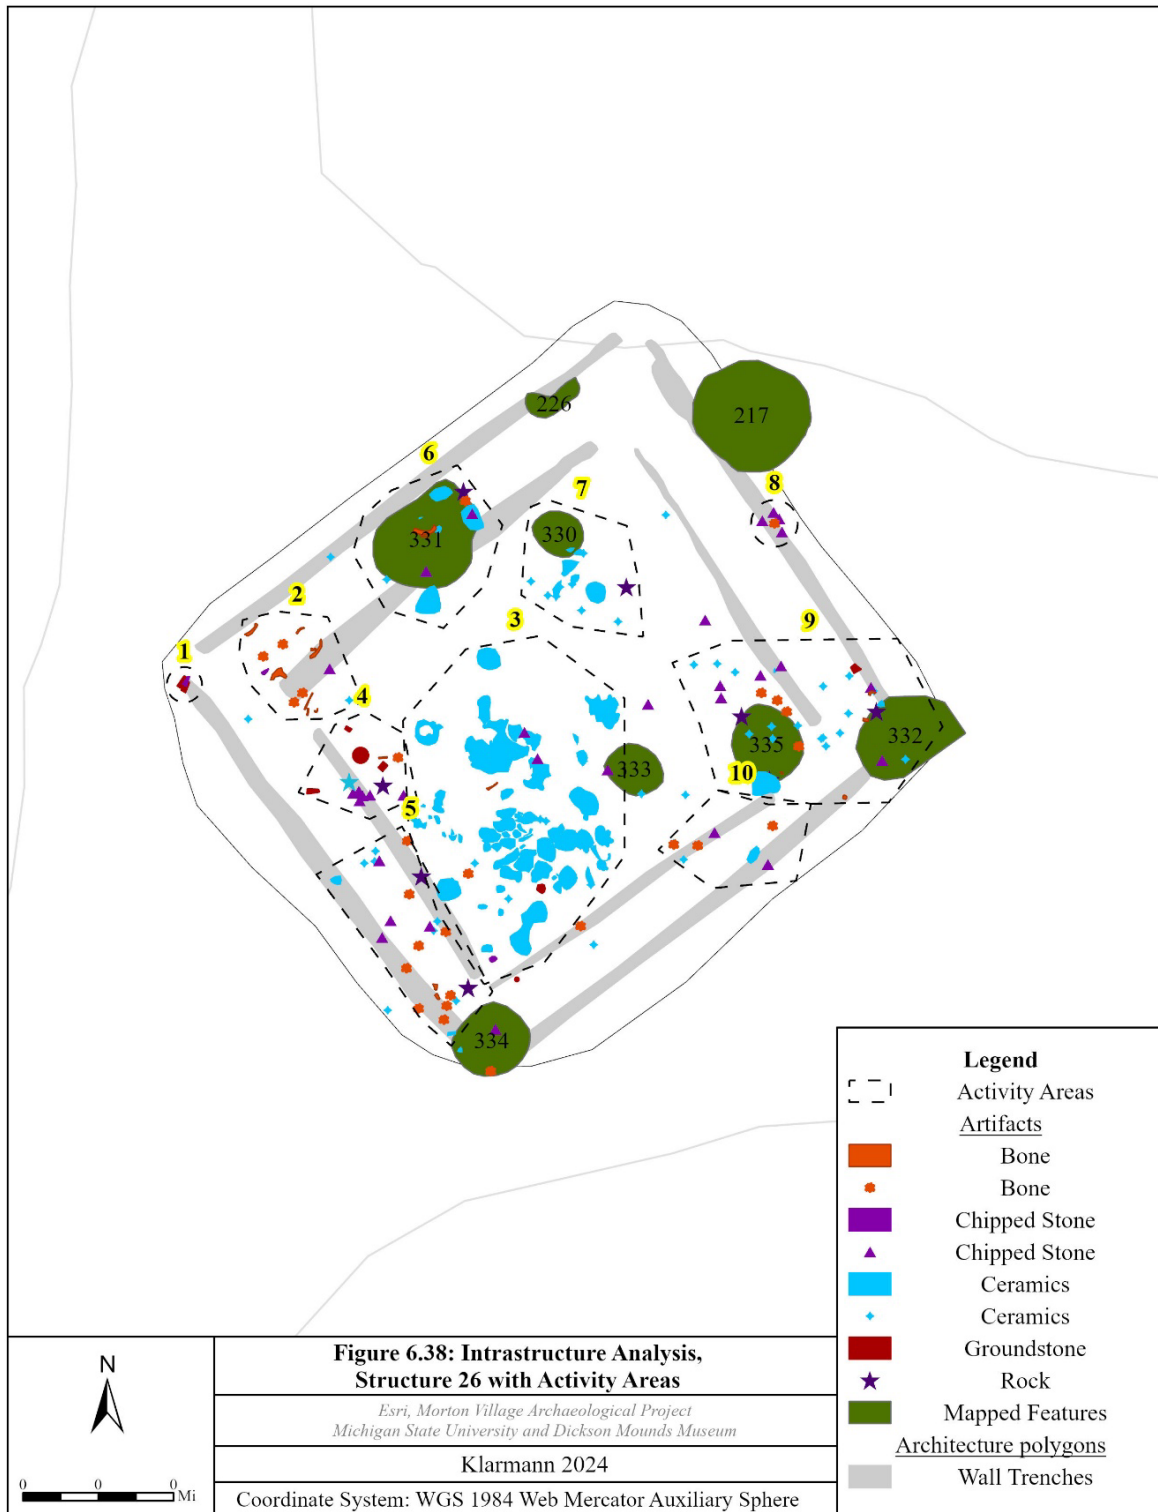 226
217
6
8
7
331
330
2
3
1
9
4
332
335
333
10
5
334
Legend
Activity Areas
Artifacts
Bone
Bone
Chipped Stone
Chipped Stone
Ceramics
Ceramics
Groundstone
Rock
Mapped Features
Architecture polygons
Wall Trenches
N
0 0 0
Mi
Figure 6.38: Intrastructure Analysis,
Structure 26 with Activity Areas
Esri, Morton Village Archaeological Project
Michigan State University and Dickson Mounds Museum
Klarmann 2024
Coordinate System: WGS 1984 Web Mercator Auxiliary Sphere